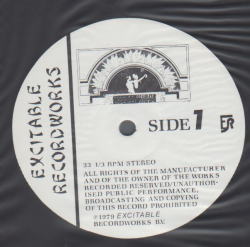 EXCITABLE
RECORDWORKS
SIDE 1
33 1/3 RPM STEREO
ALL RIGHTS OF THE MANUFACTURER
AND OF THE OWNER OF THE WORKS
RECORDED RESERVED/UNAUTHOR-
ISED PUBLIC PERFORMANCE,
BROADCASTING AND COPYING
OF THIS RECORD PROHIBITED
℗1979 EXCITABLE
RECORDWORKS BV.